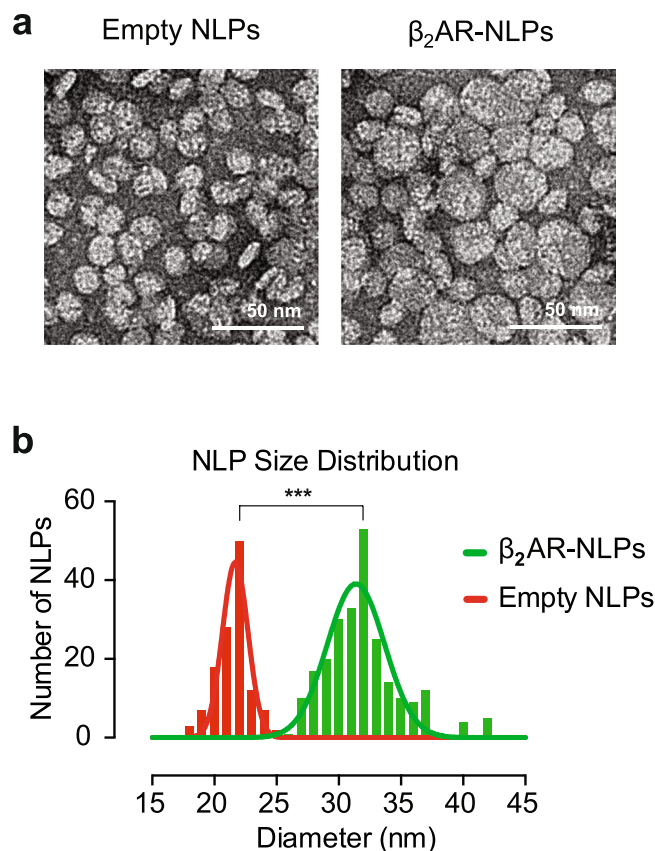 a
Empty NLPs
β₂AR-NLPs
50 nm
50 nm
b
NLP Size Distribution
***
60
40
20
0
Number of NLPs
β₂AR-NLPs
Empty NLPs
15 20 25 30 35 40 45
Diameter (nm)